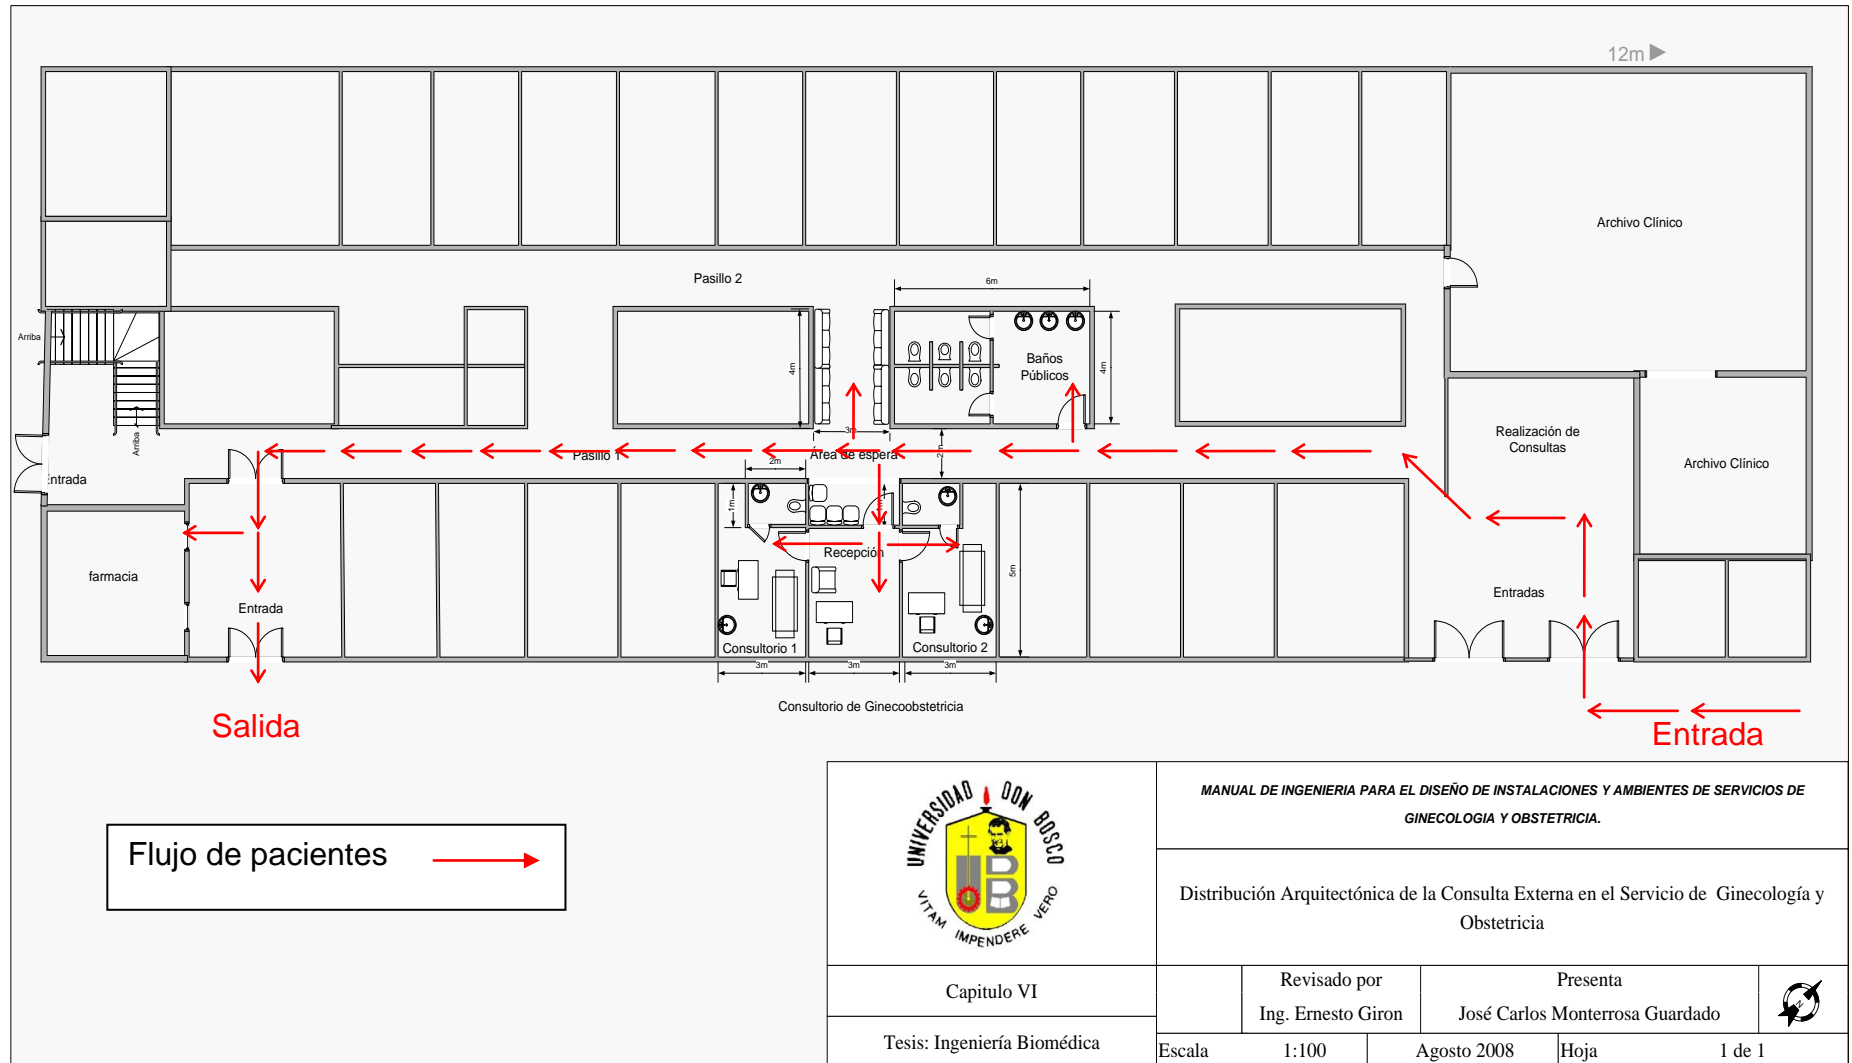 12m
Archivo Clínico
Pasillo 2
6m
Arriba
4m
Baños
Públicos
4m
Realización de
Consultas
Archivo Clínico
Arriba
3m
Pasillo 1
Área de espera
2m
2m
Entrada
1m
1m
Recepción
farmacia
5m
Entrada
Entradas
Consultorio 1
Consultorio 2
3m
3m
3m
Consultorio de Ginecoobstetricia
Salida
Entrada
Flujo de pacientes
UNIVERSIDAD DON BOSCO
VITAM IMPENDERE VERO
MANUAL DE INGENIERIA PARA EL DISEÑO DE INSTALACIONES Y AMBIENTES DE SERVICIOS DE
GINECOLOGIA Y OBSTETRICIA.
Distribución Arquitectónica de la Consulta Externa en el Servicio de Ginecología y
Obstetricia
Capitulo VI
Revisado por
Ing. Ernesto Giron
Presenta
José Carlos Monterrosa Guardado
N
Tesis: Ingeniería Biomédica
Escala 1:100
Agosto 2008
Hoja 1 de 1